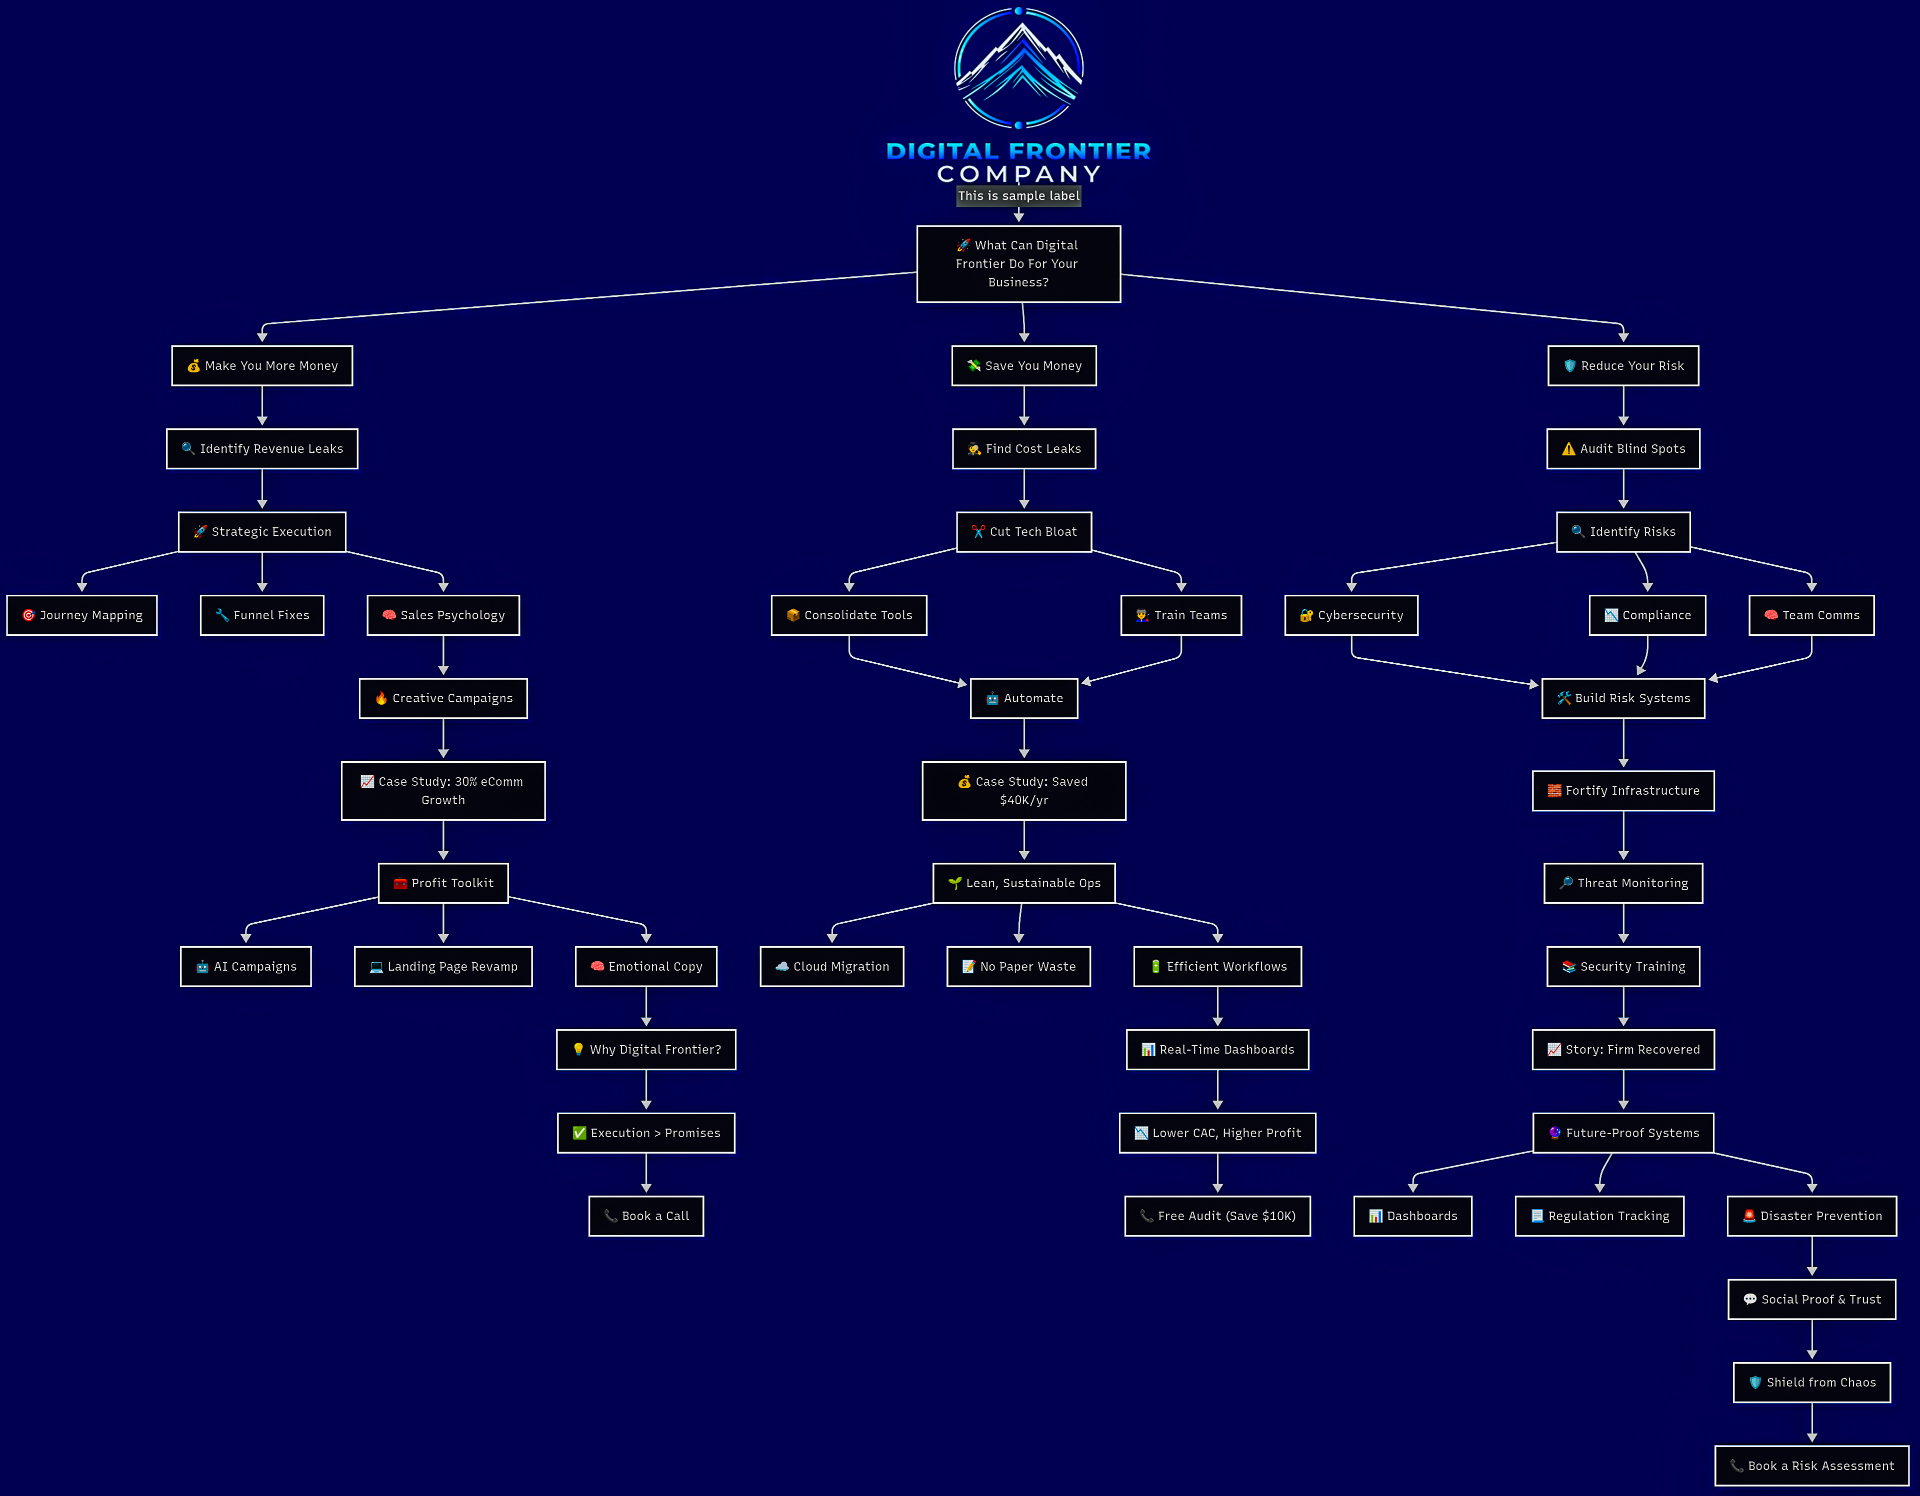 DIGITAL FRONTIER
COMPANY
This is sample label
🚀 What Can Digital
Frontier Do For Your
Business?
💰 Make You More Money
💸 Save You Money
🛡️ Reduce Your Risk
🔍 Identify Revenue Leaks
🕵️ Find Cost Leaks
⚠️ Audit Blind Spots
🚀 Strategic Execution
✂️ Cut Tech Bloat
🔍 Identify Risks
🎯 Journey Mapping
🔧 Funnel Fixes
🧠 Sales Psychology
📦 Consolidate Tools
👨‍🏫 Train Teams
🔐 Cybersecurity
📉 Compliance
🧠 Team Comms
🔥 Creative Campaigns
🤖 Automate
🛠️ Build Risk Systems
📈 Case Study: 30% eComm
Growth
💰 Case Study: Saved
$40K/yr
🧱 Fortify Infrastructure
🧰 Profit Toolkit
🌱 Lean, Sustainable Ops
🔎 Threat Monitoring
🤖 AI Campaigns
💻 Landing Page Revamp
🧠 Emotional Copy
☁️ Cloud Migration
📝 No Paper Waste
🔋 Efficient Workflows
📚 Security Training
💡 Why Digital Frontier?
📊 Real-Time Dashboards
📈 Story: Firm Recovered
✅ Execution > Promises
📉 Lower CAC, Higher Profit
🔮 Future-Proof Systems
📞 Book a Call
📞 Free Audit (Save $10K)
📊 Dashboards
📃 Regulation Tracking
🚨 Disaster Prevention
💬 Social Proof & Trust
🛡️ Shield from Chaos
📞 Book a Risk Assessment